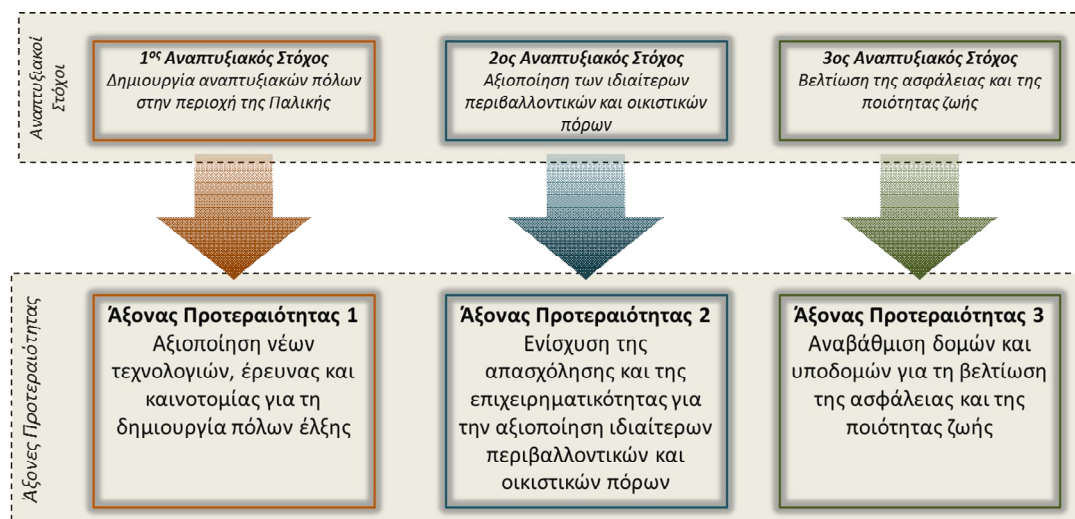 Αναπτυξιακοί
Στόχοι
1ος Αναπτυξιακός Στόχος
Δημιουργία αναπτυξιακών πόλων
στην περιοχή της Παλικής
2ος Αναπτυξιακός Στόχος
Αξιοποίηση των ιδιαίτερων
περιβαλλοντικών και οικιστικών
πόρων
3ος Αναπτυξιακός Στόχος
Βελτίωση της ασφάλειας και της
ποιότητας ζωής
Άξονες Προτεραιότητας
Άξονας Προτεραιότητας 1
Αξιοποίηση νέων
τεχνολογιών, έρευνας και
καινοτομίας για τη
δημιουργία πόλων έλξης
Άξονας Προτεραιότητας 2
Ενίσχυση της
απασχόλησης και της
επιχειρηματικότητας για
την αξιοποίηση ιδιαίτερων
περιβαλλοντικών και
οικιστικών πόρων
Άξονας Προτεραιότητας 3
Αναβάθμιση δομών και
υποδομών για τη βελτίωση
της ασφάλειας και της
ποιότητας ζωής